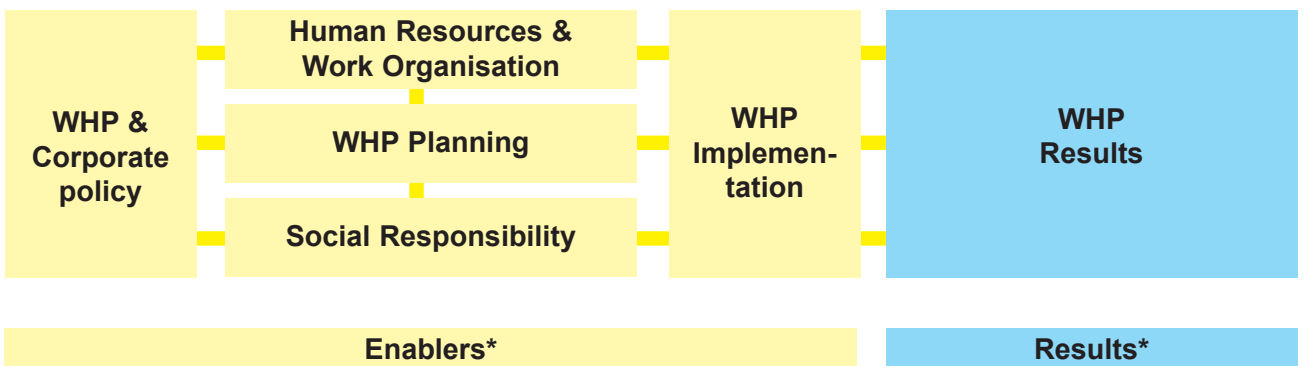 WHP &
Corporate
policy
Human Resources &
Work Organisation
WHP Planning
Social Responsibility
WHP
Implemen-
tation
WHP
Results
Enablers*
Results*